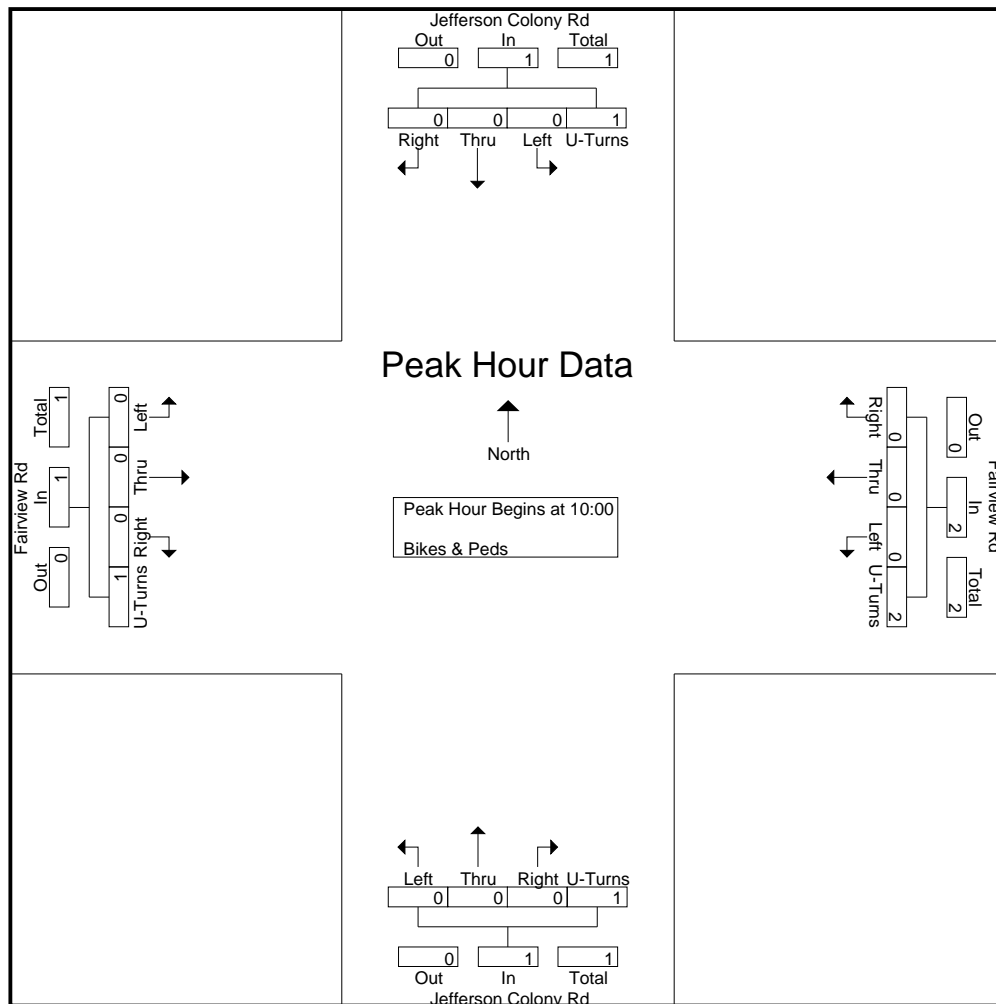 Jefferson Colony Rd
Out In Total
0 1 1
0 0 0 1
Right Thru Left U-Turns
Peak Hour Data
North
Peak Hour Begins at 10:00
Bikes & Peds
Fairview Rd
Out In Total
0 1 1
1 0 0 0
U-Turns Right Thru Left
Fairview Rd
Out In Total
0 2 2
0 0 0 2
Right Thru Left U-Turns
Left Thru Right U-Turns
0 0 0 1
0 1 1
Out In Total
Jefferson Colony Rd